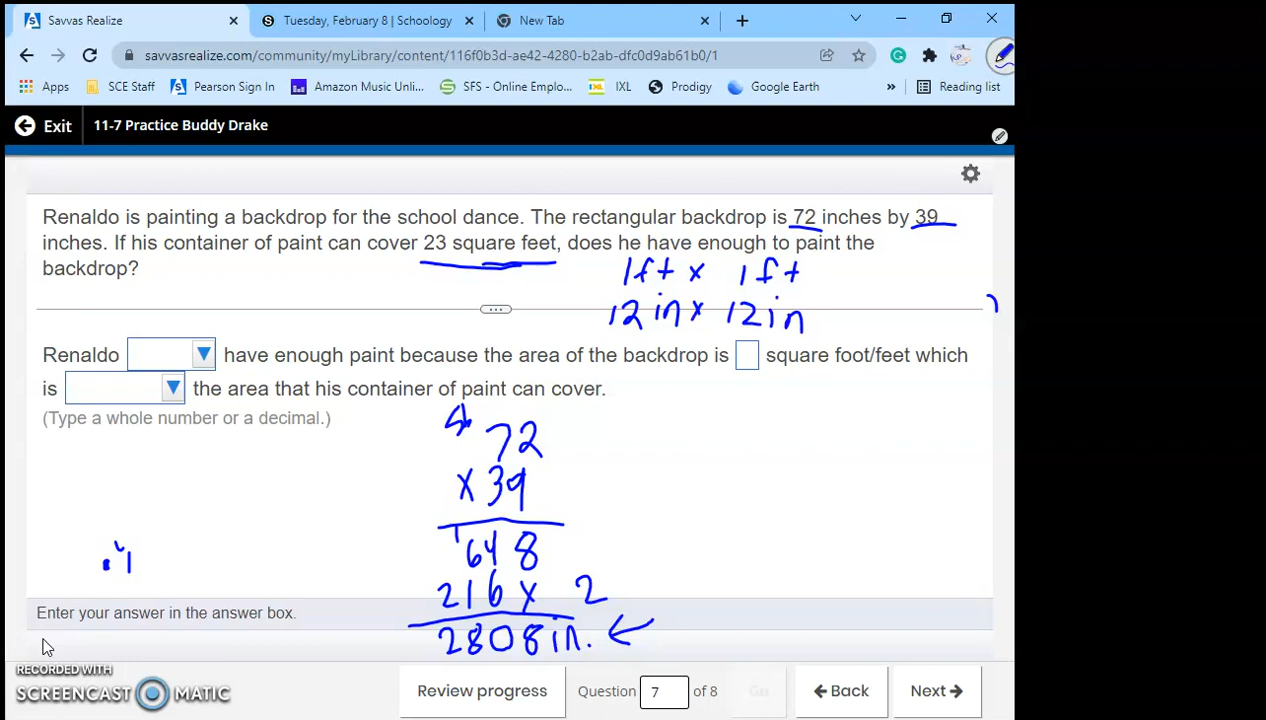 Savvas Realize
Tuesday, February 8 | Schoology
New Tab
savvasrealize.com/community/myLibrary/content/116f0b3d-ae42-4280-b2ab-dfc0d9ab61b0/1
Apps SCE Staff Pearson Sign In Amazon Music Unli... SFS - Online Emplo... IXL Prodigy Google Earth » Reading list
Exit 11-7 Practice Buddy Drake
Renaldo is painting a backdrop for the school dance. The rectangular backdrop is 72 inches by 39
inches. If his container of paint can cover 23 square feet, does he have enough to paint the
backdrop?
1ft x 1ft
12in x 12in
Renaldo have enough paint because the area of the backdrop is square foot/feet which
is the area that his container of paint can cover.
(Type a whole number or a decimal.)
72
x 39
1
648
216x 2
2808in.
Enter your answer in the answer box.
RECORDED WITH
SCREENCAST MATIC
Review progress Question 7 of 8 Go Back Next